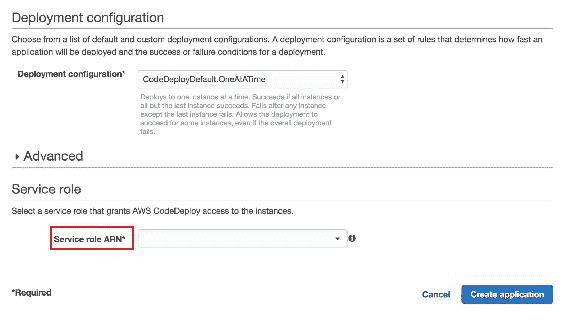 Deployment configuration
Choose from a list of default and custom deployment configurations. A deployment configuration is a set of rules that determines how fast an
application will be deployed and the success or failure conditions for a deployment.
Deployment configuration*
CodeDeployDefault.OneAtATime
Deploys to one instance at a time. Succeeds if all instances or
all but the last instance succeeds. Fails after any instance
except the last instance fails. Allows the deployment to
succeed for some instances, even if the overall deployment
fails.
Advanced
Service role
Select a service role that grants AWS CodeDeploy access to the instances.
Service role ARN*
*Required
Cancel
Create application